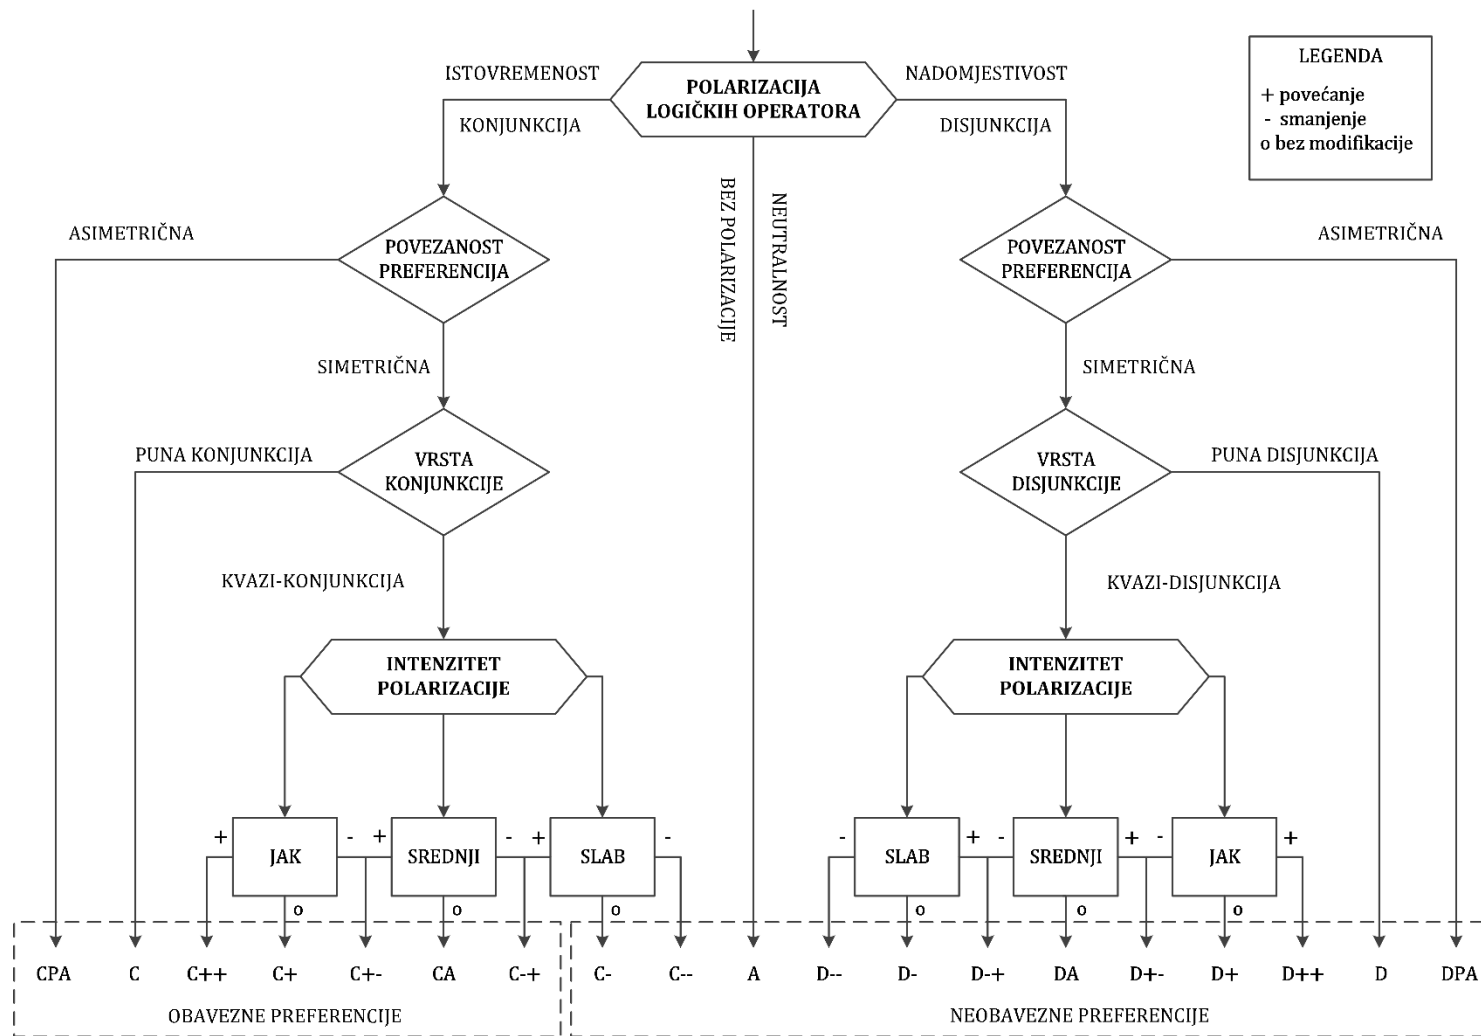 LEGENDA
+ povećanje
- smanjenje
o bez modifikacije
POLARIZACIJA
LOGIČKIH OPERATORA
ISTOVREMENOST
KONJUNKCIJA
NADOMJESTIVOST
DISJUNKCIJA
BEZ POLARIZACIJE
NEUTRALNOST
ASIMETRIČNA
POVEZANOST
PREFERENCIJA
POVEZANOST
PREFERENCIJA
ASIMETRIČNA
SIMETRIČNA
SIMETRIČNA
PUNA KONJUNKCIJA
VRSTA
KONJUNKCIJE
VRSTA
DISJUNKCIJE
PUNA DISJUNKCIJA
KVAZI-KONJUNKCIJA
KVAZI-DISJUNKCIJA
INTENZITET
POLARIZACIJE
INTENZITET
POLARIZACIJE
+ JAK - + SREDNJI - + SLAB -
- SLAB + - SREDNJI + - JAK +
o o o o o o
CPA C C++ C+ C+- CA C-+ C- C-- A D-- D- D-+ DA D+- D+ D++ D DPA
OBAVEZNE PREFERENCIJE
NEOBAVEZNE PREFERENCIJE